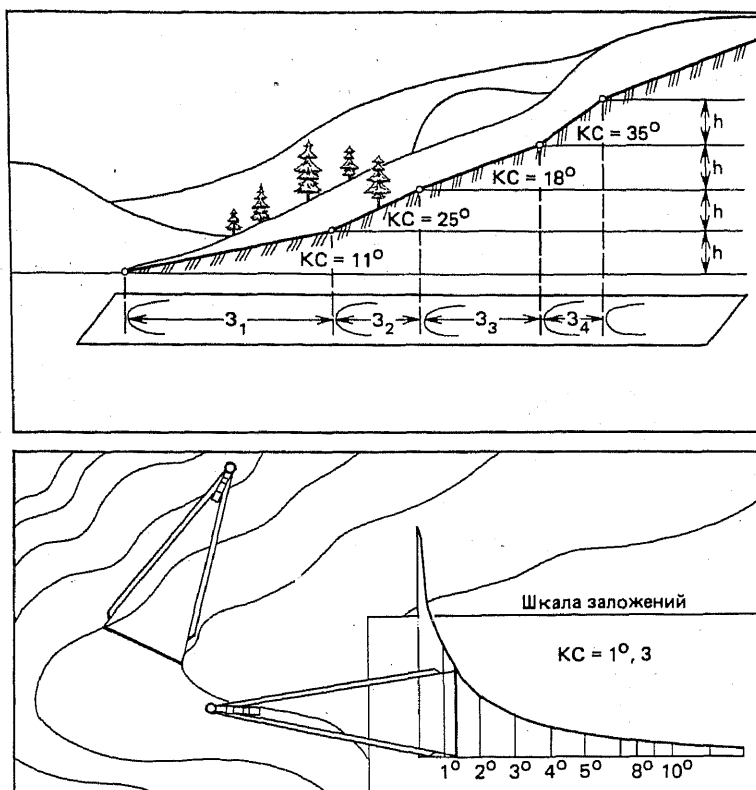 КС = 35°
h
КС = 18°
h
КС = 25°
h
КС = 11°
h
З₁ З₂ З₃ З₄
Шкала заложений
КС = 1°, 3
1° 2° 3° 4° 5° 8° 10°